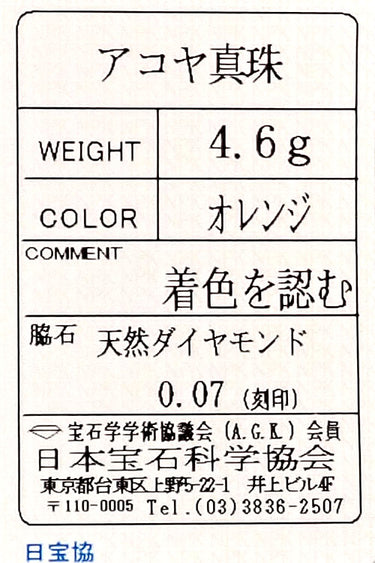 アコヤ真珠
WEIGHT 4.6g
COLOR オレンジ
COMMENT
着色を認む
脇石 天然ダイヤモンド
0.07 (刻印)
宝石学学術協議会 (A.G.K.) 会員
日本宝石科学協会
東京都台東区上野5-22-1 井上ビル4F
〒110-0005 Tel.(03)3836-2507
日宝協